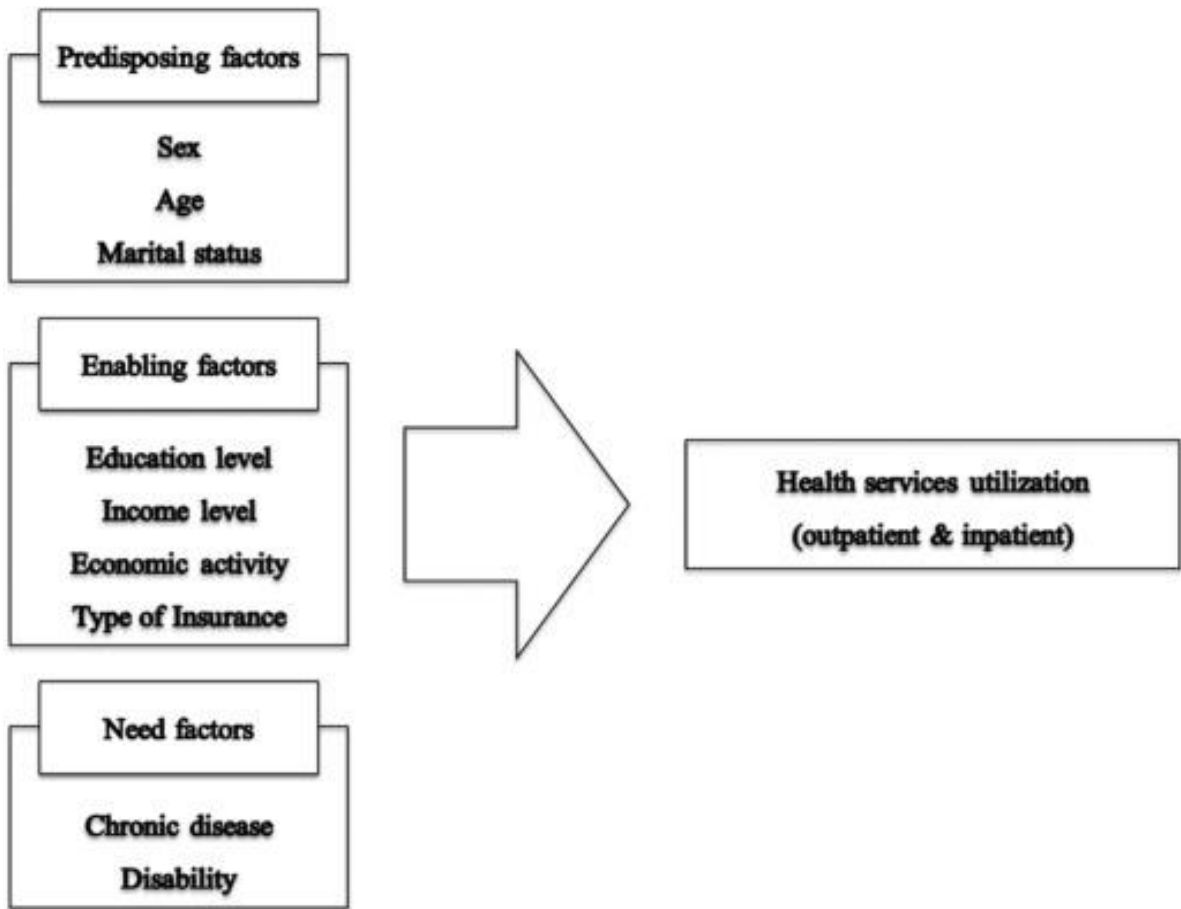 Predisposing factors
Sex
Age
Marital status
Enabling factors
Education level
Income level
Economic activity
Type of Insurance
Need factors
Chronic disease
Disability
Health services utilization
(outpatient & inpatient)